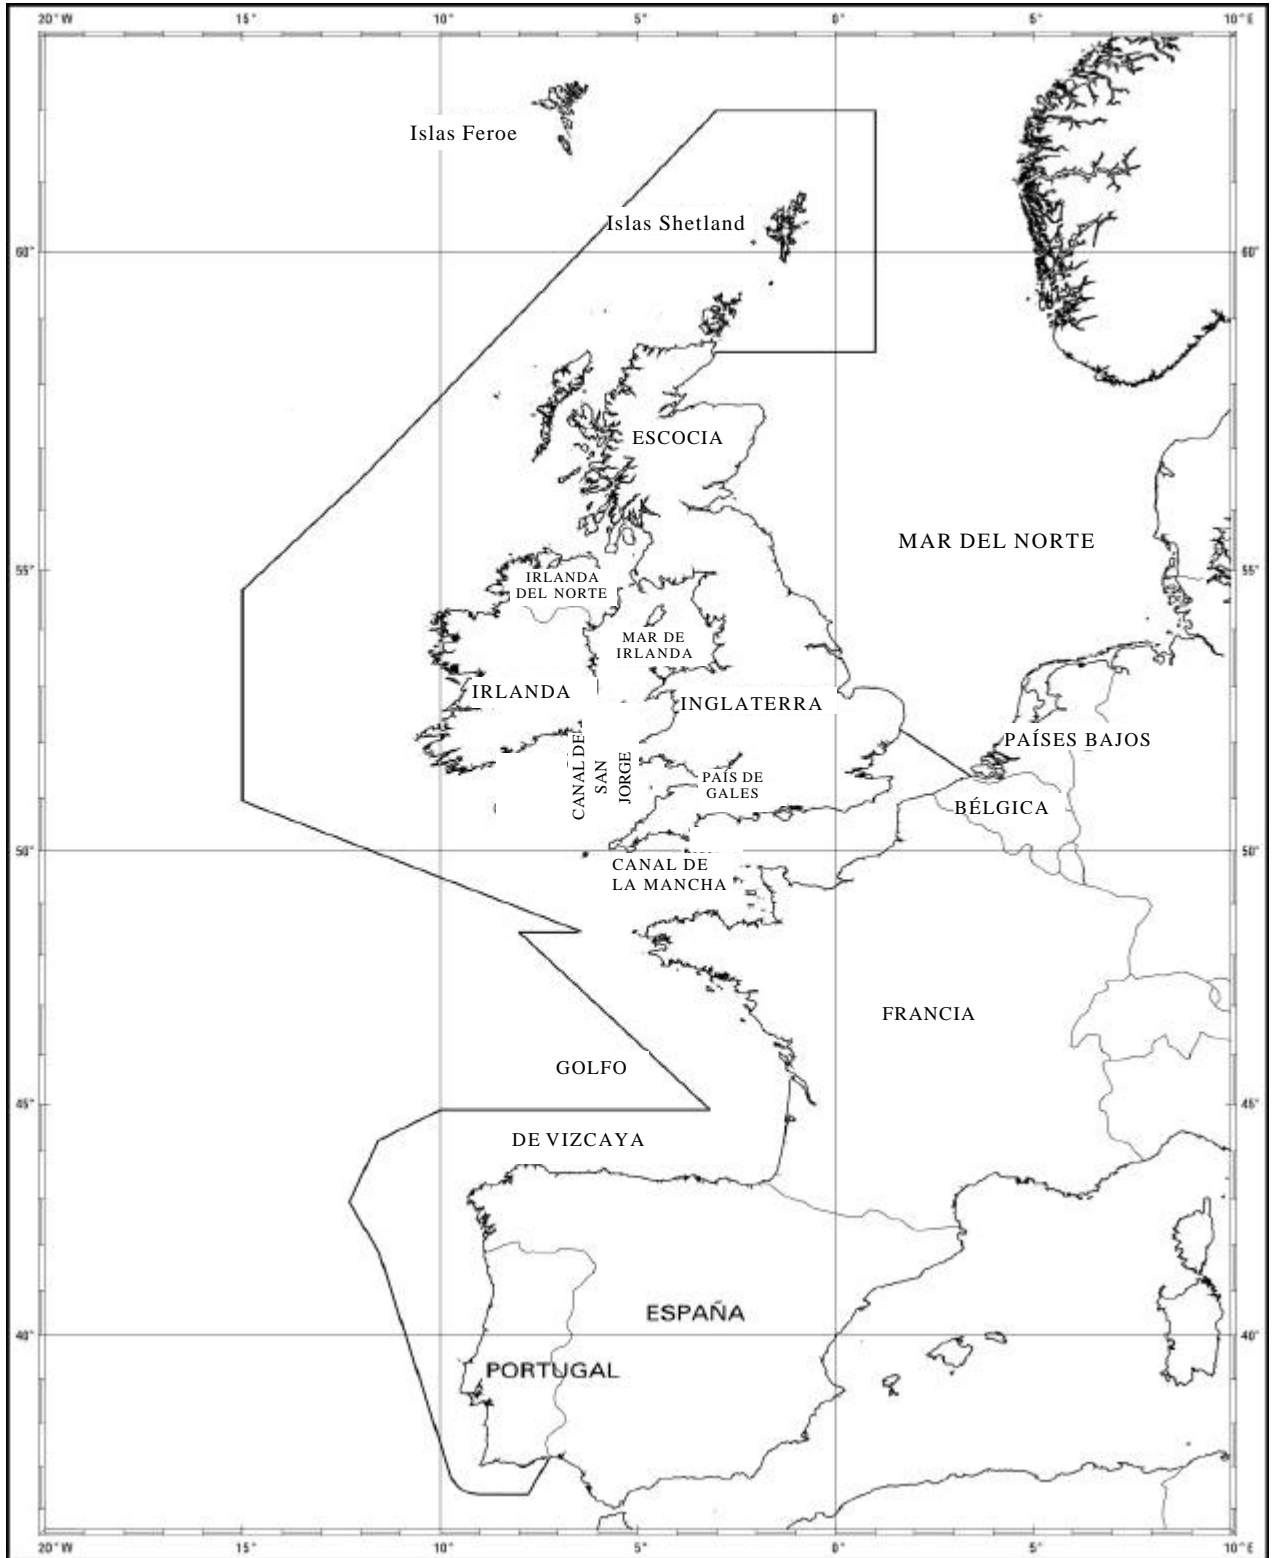 20°W 15° 10° 5° 0° 5° 10°E
Islas Feroe
Islas Shetland
60° 60°
ESCOCIA
MAR DEL NORTE
55° 55°
IRLANDA
DEL NORTE
MAR DE
IRLANDA
IRLANDA
INGLATERRA
CANAL DE
SAN
JORGE
PAÍSES BAJOS
PAÍS DE
GALES
BÉLGICA
50° 50°
CANAL DE
LA MANCHA
FRANCIA
GOLFO
45° 45°
DE VIZCAYA
ESPAÑA
40° 40°
PORTUGAL
20°W 15° 10° 5° 0° 5° 10°E